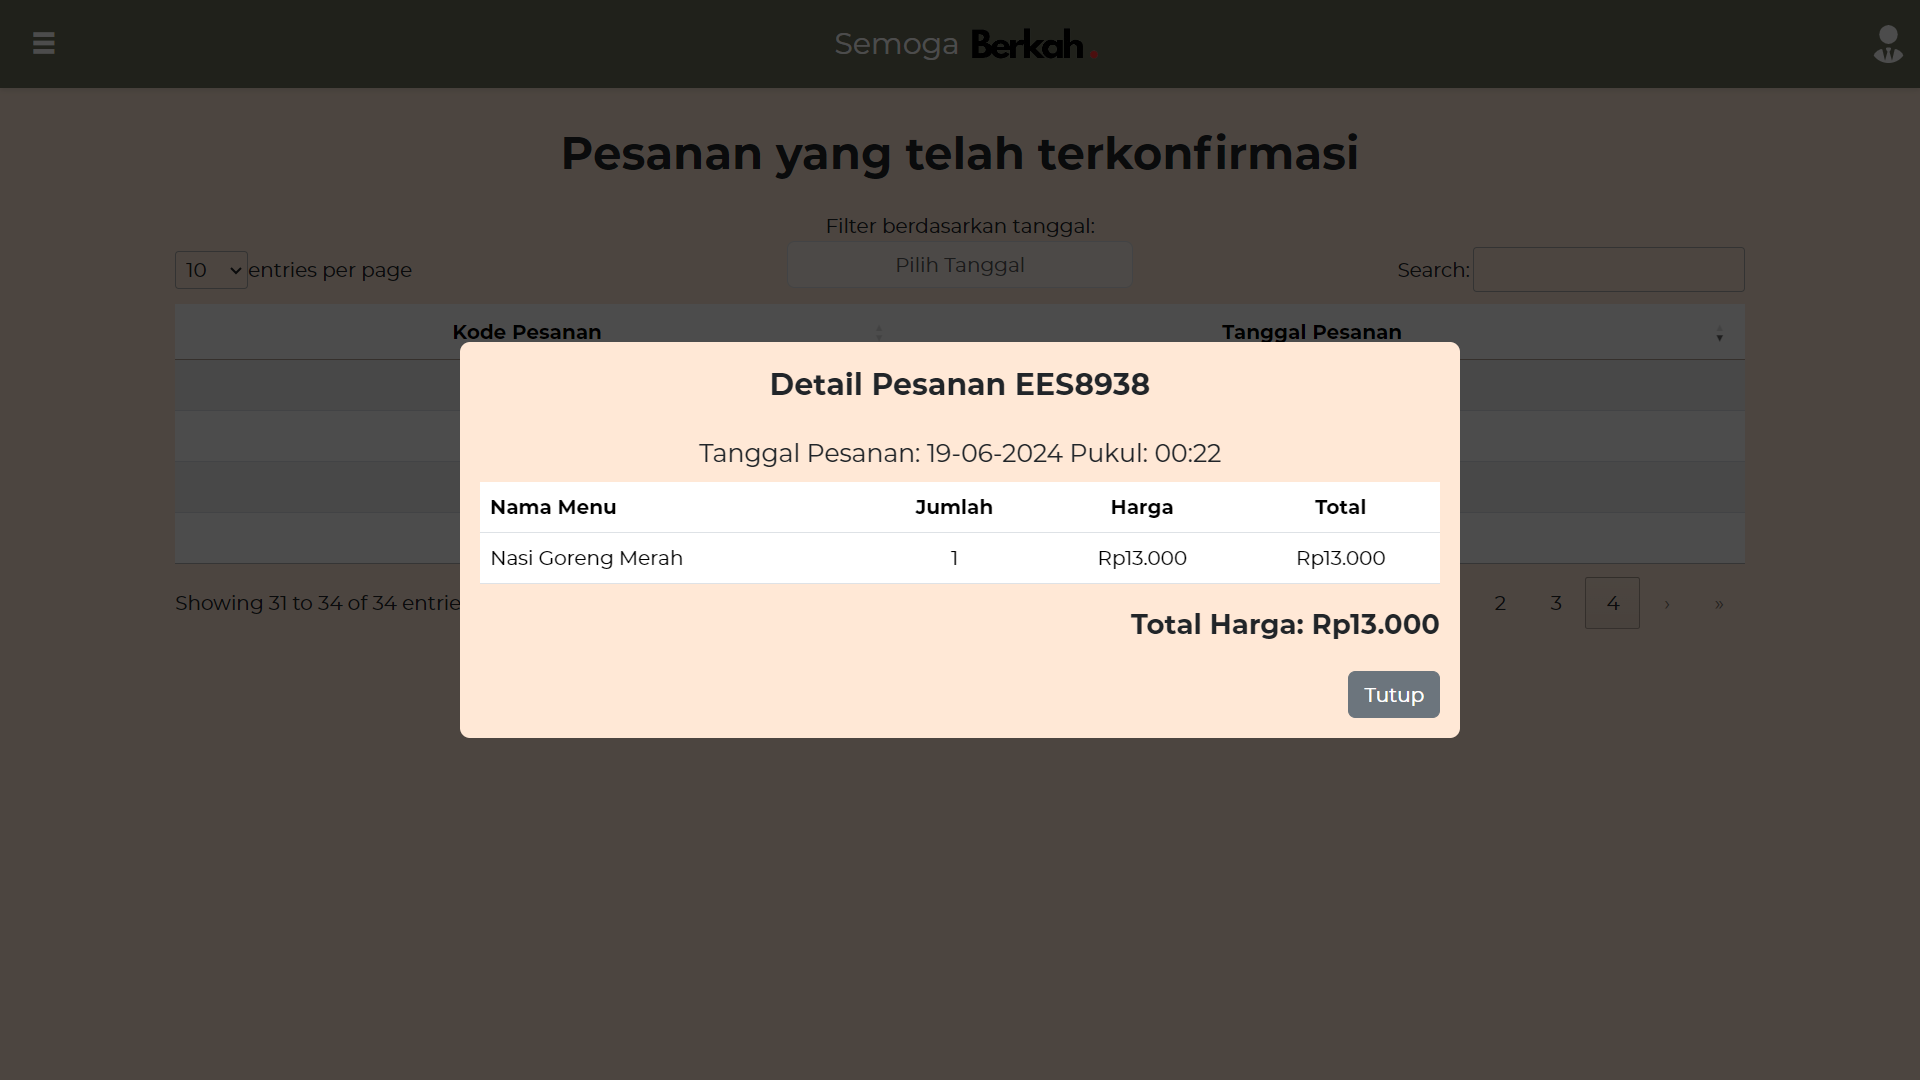 Semoga Berkah.
Pesanan yang telah terkonfirmasi
Filter berdasarkan tanggal:
10 entries per page
Pilih Tanggal
Search:
Kode Pesanan Tanggal Pesanan
Detail Pesanan EES8938
Tanggal Pesanan: 19-06-2024 Pukul: 00:22
Nama Menu Jumlah Harga Total
Nasi Goreng Merah 1 Rp13.000 Rp13.000
Showing 31 to 34 of 34 entrie
2 3 4 › »
Total Harga: Rp13.000
Tutup